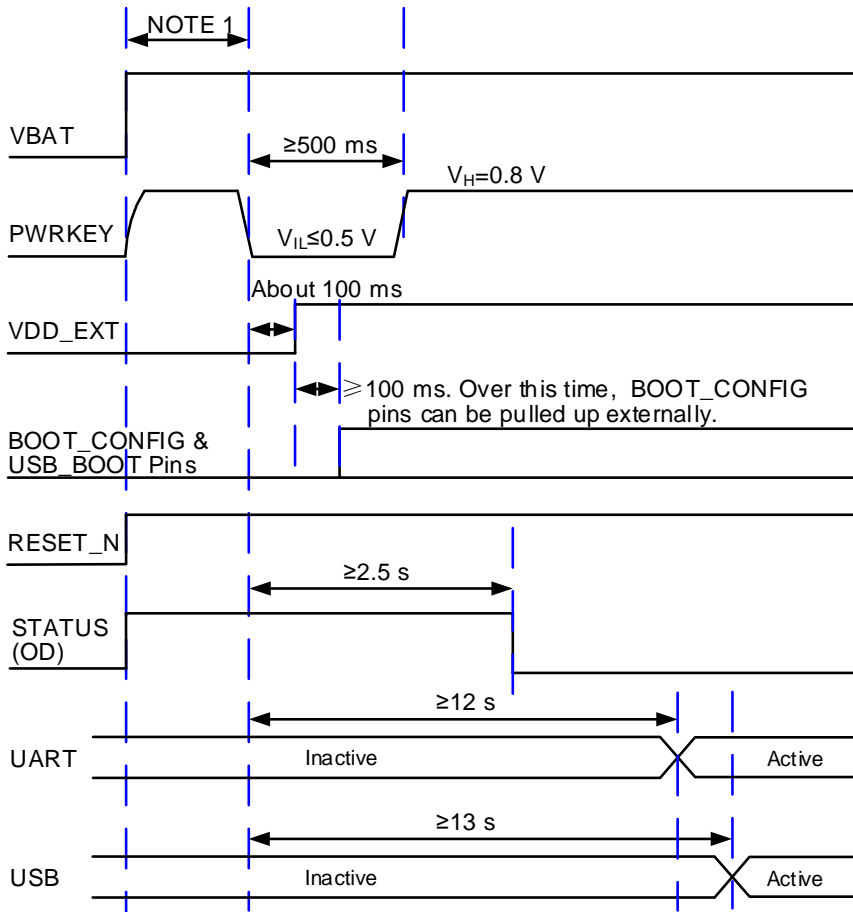 NOTE 1
VBAT
≥500 ms
V_H=0.8 V
PWRKEY
V_IL≤0.5 V
About 100 ms
VDD_EXT
≥100 ms. Over this time, BOOT_CONFIG
pins can be pulled up externally.
BOOT_CONFIG &
USB_BOOT Pins
RESET_N
≥2.5 s
STATUS
(OD)
≥12 s
UART
Inactive
Active
≥13 s
USB
Inactive
Active